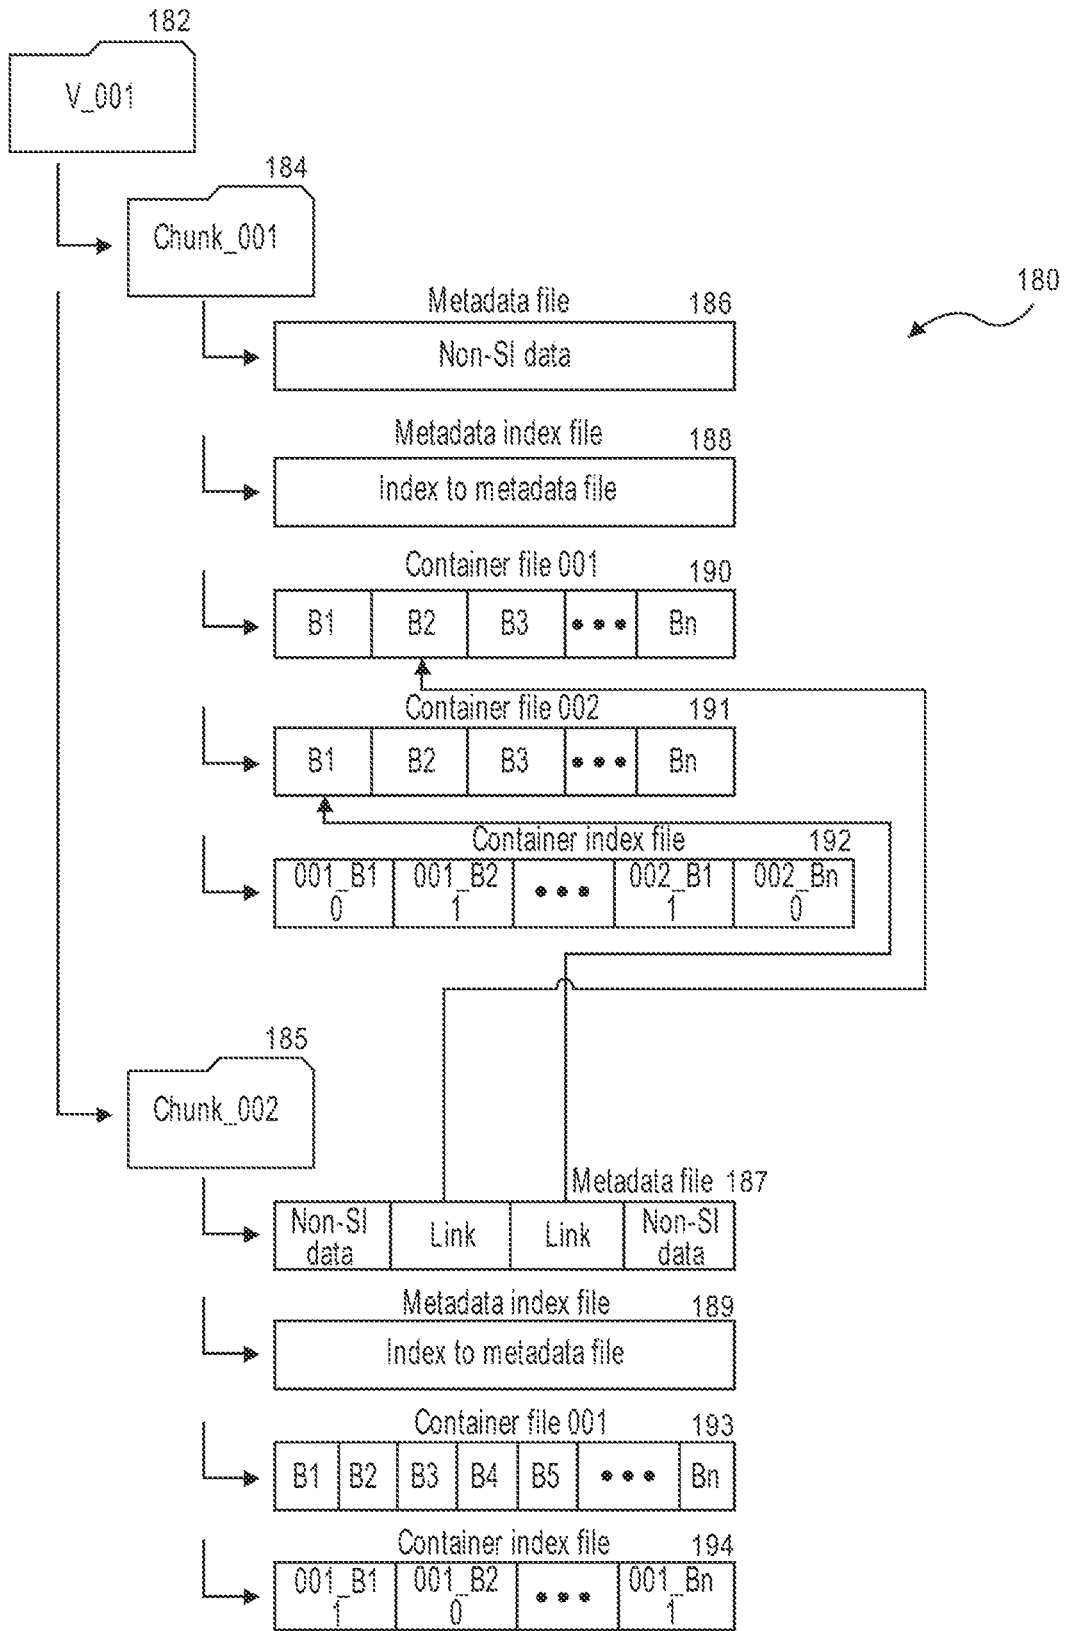 182
V_001
184
Chunk_001
180
Metadata file 186
Non-SI data
Metadata index file 188
Index to metadata file
Container file 001 190
B1 B2 B3 ••• Bn
Container file 002 191
B1 B2 B3 ••• Bn
Container index file 192
001_B1 001_B2 ••• 002_B1 002_Bn
0 1 1 0
185
Chunk_002
Metadata file 187
Non-SI Link Link Non-SI
data data
Metadata index file 189
Index to metadata file
Container file 001 193
B1 B2 B3 B4 B5 ••• Bn
Container index file 194
001_B1 001_B2 ••• 001_Bn
1 0 1